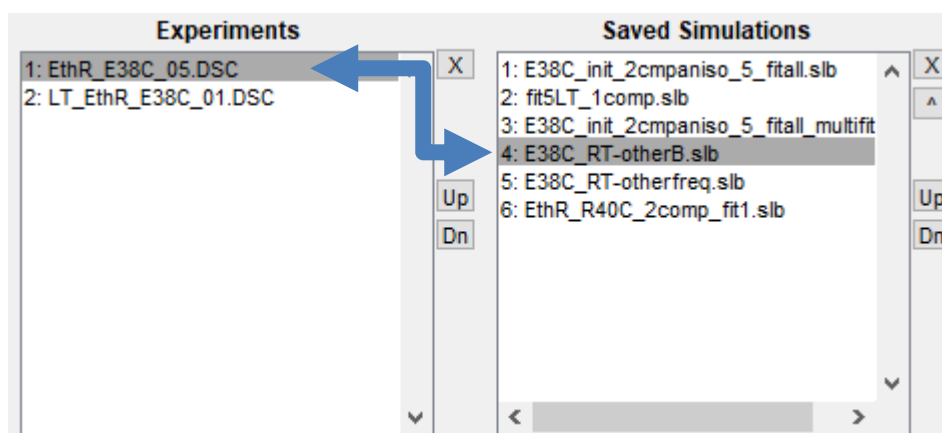 Experiments
1: EthR_E38C_05.DSC
2: LT_EthR_E38C_01.DSC
X
Up
Dn
Saved Simulations
1: E38C_init_2cmpaniso_5_fitall.slb
2: fit5LT_1comp.slb
3: E38C_init_2cmpaniso_5_fitall_multifit
4: E38C_RT-otherB.slb
5: E38C_RT-otherfreq.slb
6: EthR_R40C_2comp_fit1.slb
X
^
Up
Dn